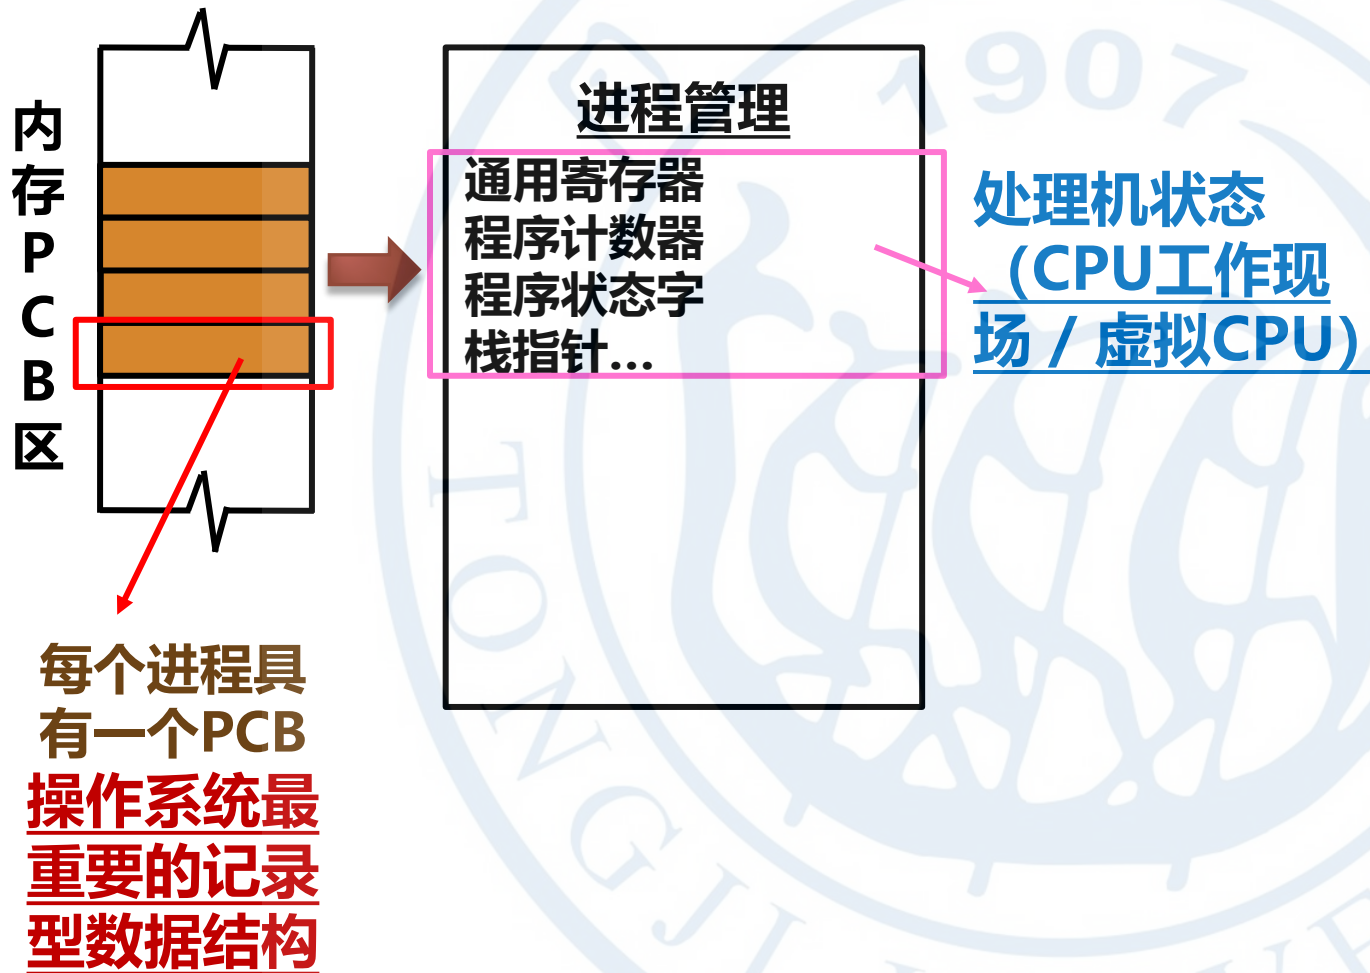 内
存
P
C
B
区
进程管理
通用寄存器
程序计数器
程序状态字
栈指针...
处理机状态
（CPU工作现
场 / 虚拟CPU）
每个进程具
有一个PCB
操作系统最
重要的记录
型数据结构
1907
TONGJI